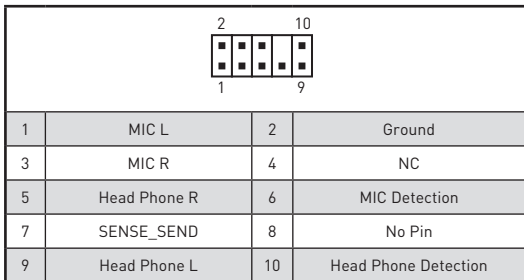 2 10
1 9
1 MIC L 2 Ground
3 MIC R 4 NC
5 Head Phone R 6 MIC Detection
7 SENSE_SEND 8 No Pin
9 Head Phone L 10 Head Phone Detection